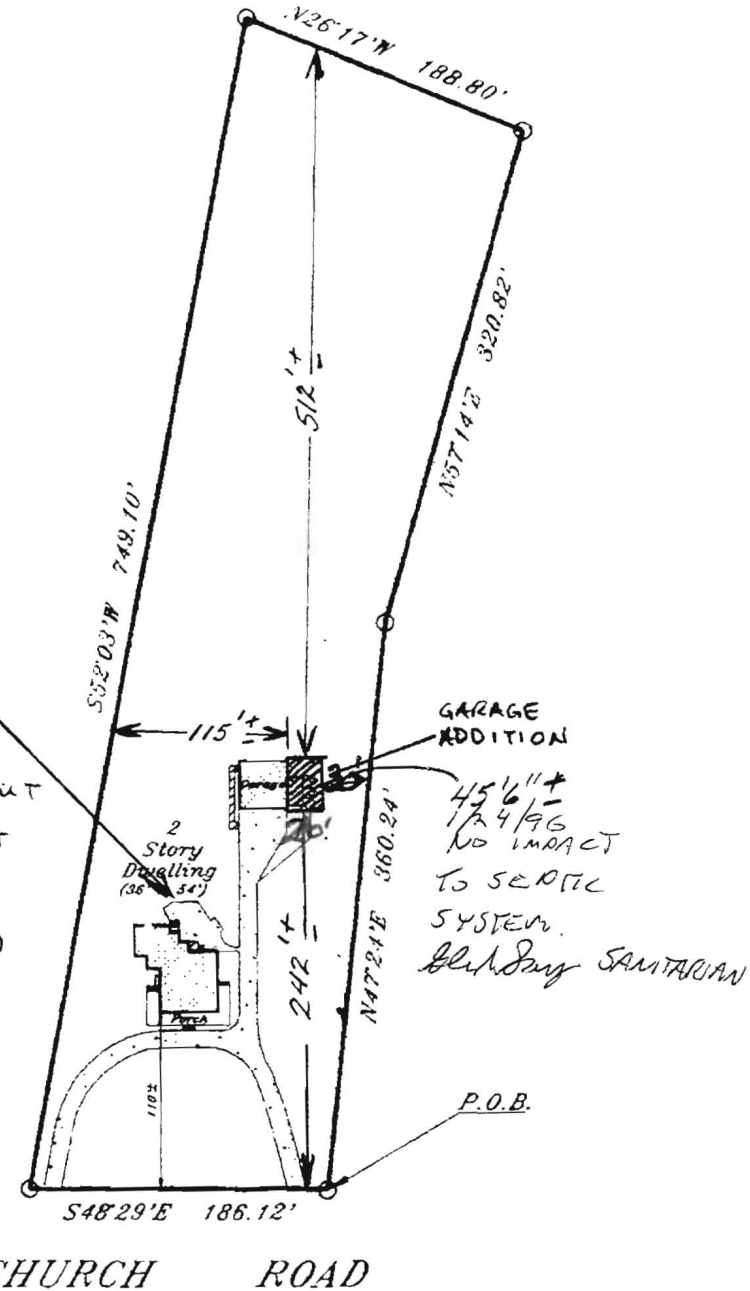 N26°17'W 188.80'
N57°14'E 320.82'
512'±
S52°03'W 749.10'
115'±
GARAGE
ADDITION
45'6"±
1/24/96
NO IMPACT
TO SEPTIC
SYSTEM.
SANITARIAN
26'
2
Story
Dwelling
(36' 54')
N47°24'E 360.24'
242'±
PORCH
110±
P.O.B.
S48°29'E 186.12'
CHURCH ROAD